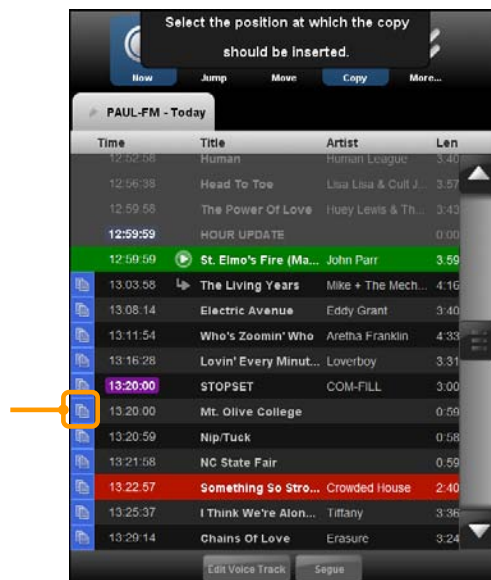 Select the position at which the copy
should be inserted.
Now Jump Move Copy More...
PAUL-FM - Today
Time Title Artist Len
12:52:58 Human Human League 3:40
12:56:38 Head To Toe Lisa Lisa & Cult J... 3:57
12:59:58 The Power Of Love Huey Lewis & Th... 3:43
12:59:59 HOUR UPDATE 0:00
12:59:59 St. Elmo's Fire (Ma... John Parr 3:59
13:03:58 The Living Years Mike + The Mech... 4:16
13:08:14 Electric Avenue Eddy Grant 3:40
13:11:54 Who's Zoomin' Who Aretha Franklin 4:33
13:16:28 Lovin' Every Minut... Loverboy 3:31
13:20:00 STOPSET COM-FILL 3:00
13:20:00 Mt. Olive College 0:59
13:20:59 Nip/Tuck 0:58
13:21:58 NC State Fair 0:59
13:22:57 Something So Stro... Crowded House 2:40
13:25:37 I Think We're Alon... Tiffany 3:36
13:29:14 Chains Of Love Erasure 3:24
Edit Voice Track Segue